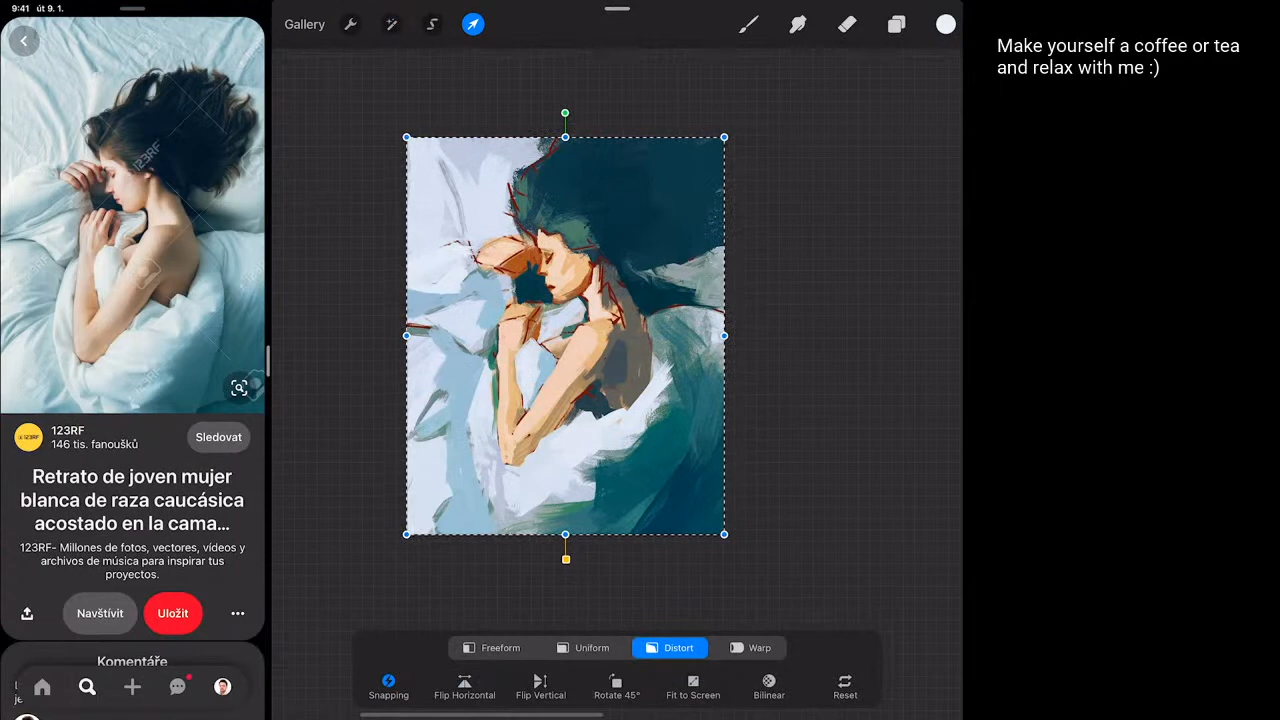 9:41 út 9. 1.
123RF
123RF
123RF
146 tis. fanoušků
Sledovat
Retrato de joven mujer
blanca de raza caucásica
acostado en la cama...
123RF- Millones de fotos, vectores, vídeos y
archivos de música para inspirar tus
proyectos.
Navštívit
Uložit
Komentáře
Gallery
Freeform
Uniform
Distort
Warp
Snapping
Flip Horizontal
Flip Vertical
Rotate 45°
Fit to Screen
Bilinear
Reset
Make yourself a coffee or tea
and relax with me :)